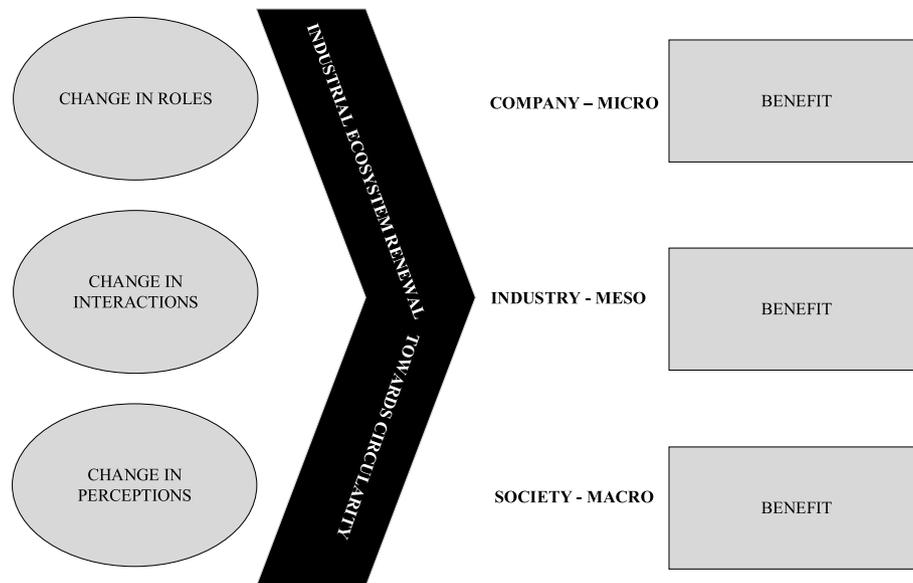 CHANGE IN ROLES
CHANGE IN
INTERACTIONS
CHANGE IN
PERCEPTIONS
INDUSTRIAL ECOSYSTEM RENEWAL
TOWARDS CIRCULARITY
COMPANY – MICRO
BENEFIT
INDUSTRY - MESO
BENEFIT
SOCIETY - MACRO
BENEFIT